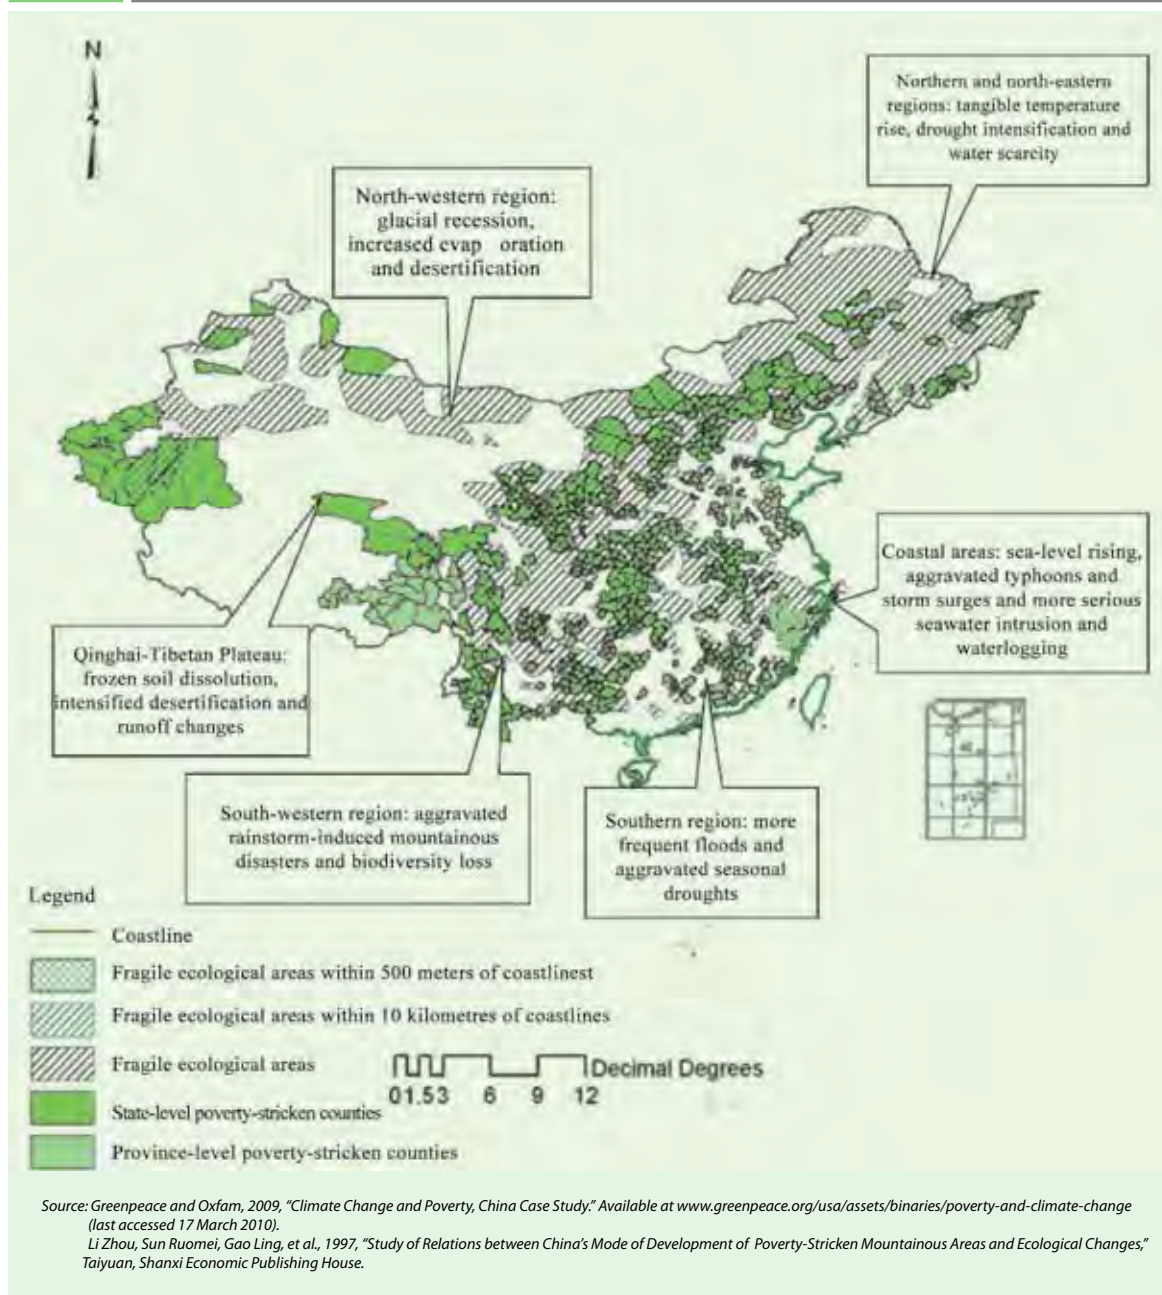 N
Northern and north-eastern
regions: tangible temperature
rise, drought intensification and
water scarcity
North-western region:
glacial recession,
increased evap oration
and desertification
Coastal areas: sea-level rising,
aggravated typhoons and
storm surges and more serious
seawater intrusion and
waterlogging
Qinghai-Tibetan Plateau:
frozen soil dissolution,
intensified desertification and
runoff changes
South-western region: aggravated
rainstorm-induced mountainous
disasters and biodiversity loss
Southern region: more
frequent floods and
aggravated seasonal
droughts
Legend
Coastline
Fragile ecological areas within 500 meters of coastlinest
Fragile ecological areas within 10 kilometres of coastlines
Fragile ecological areas
State-level poverty-stricken counties
Province-level poverty-stricken counties
Decimal Degrees
01.53 6 9 12
Source: Greenpeace and Oxfam, 2009, “Climate Change and Poverty, China Case Study.” Available at www.greenpeace.org/usa/assets/binaries/poverty-and-climate-change
(last accessed 17 March 2010).
Li Zhou, Sun Ruomei, Gao Ling, et al., 1997, “Study of Relations between China’s Mode of Development of Poverty-Stricken Mountainous Areas and Ecological Changes,”
Taiyuan, Shanxi Economic Publishing House.